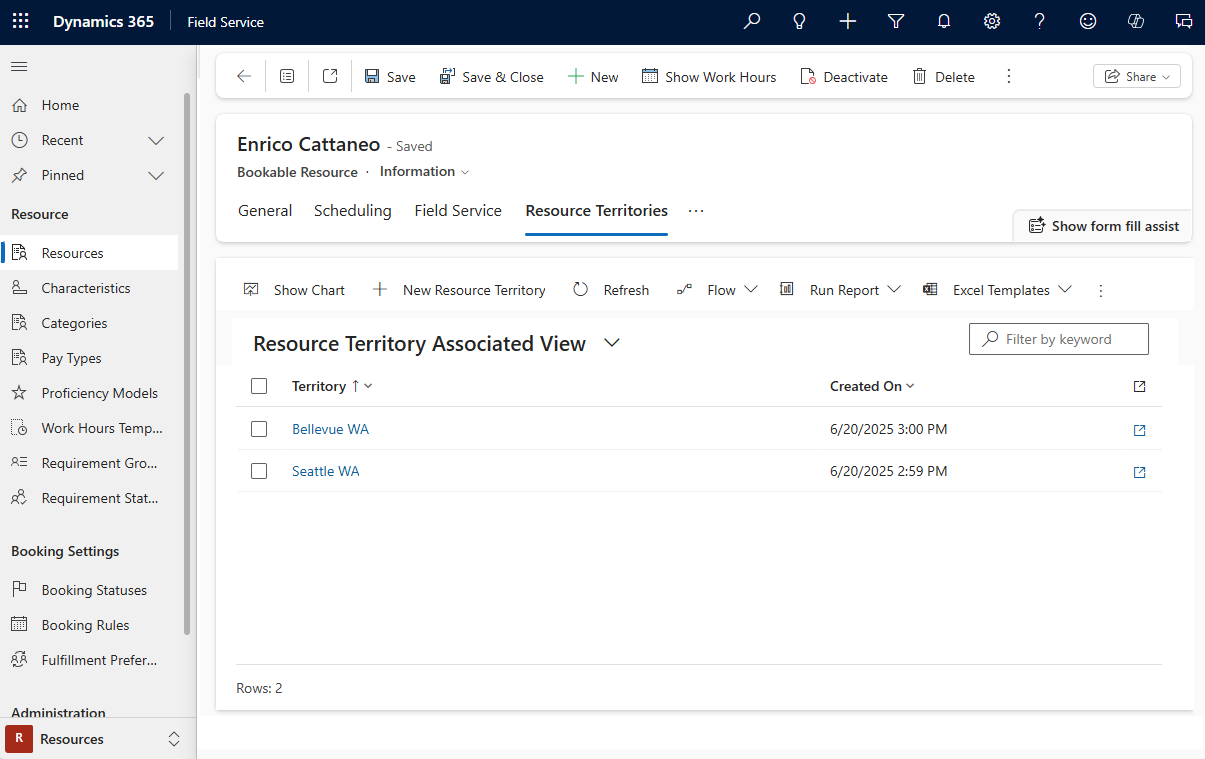 Dynamics 365
Field Service
Home
Recent
Pinned
Resource
Resources
Characteristics
Categories
Pay Types
Proficiency Models
Work Hours Temp...
Requirement Gro...
Requirement Stat...
Booking Settings
Booking Statuses
Booking Rules
Fulfillment Prefer...
Administration
R
Resources
Save
Save & Close
New
Show Work Hours
Deactivate
Delete
Share
Enrico Cattaneo - Saved
Bookable Resource · Information
General
Scheduling
Field Service
Resource Territories
...
Show form fill assist
Show Chart
New Resource Territory
Refresh
Flow
Run Report
Excel Templates
Resource Territory Associated View
Filter by keyword
Territory ↑
Created On
Bellevue WA
6/20/2025 3:00 PM
Seattle WA
6/20/2025 2:59 PM
Rows: 2